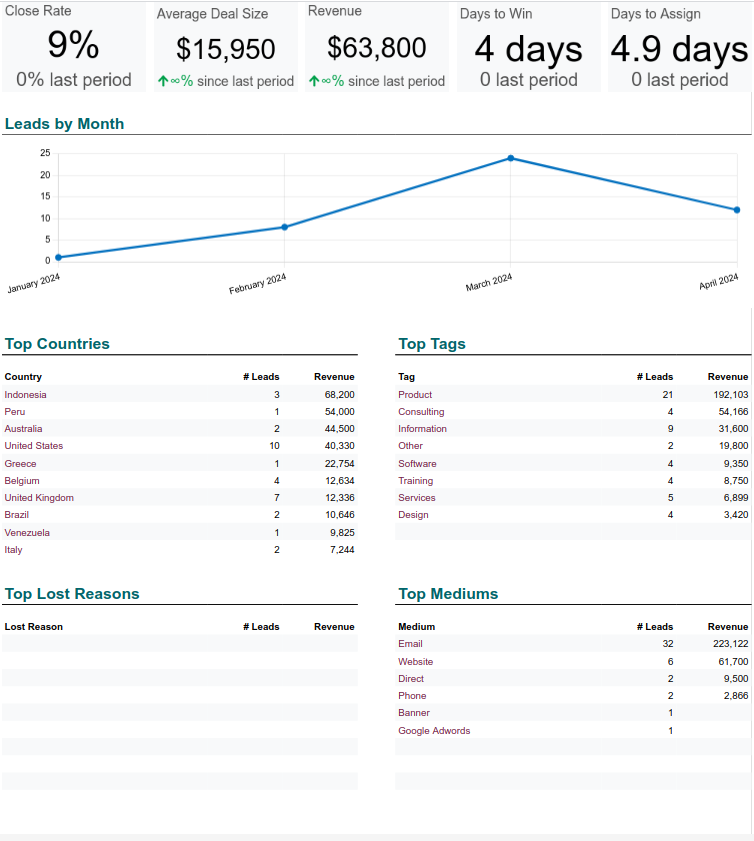 Close Rate
9%
0% last period
Average Deal Size
$15,950
↑∞% since last period
Revenue
$63,800
↑∞% since last period
Days to Win
4 days
0 last period
Days to Assign
4.9 days
0 last period
Leads by Month
25
20
15
10
5
0
January 2024
February 2024
March 2024
April 2024
Top Countries
Country # Leads Revenue
Indonesia 3 68,200
Peru 1 54,000
Australia 2 44,500
United States 10 40,330
Greece 1 22,754
Belgium 4 12,634
United Kingdom 7 12,336
Brazil 2 10,646
Venezuela 1 9,825
Italy 2 7,244
Top Tags
Tag # Leads Revenue
Product 21 192,103
Consulting 4 54,166
Information 9 31,600
Other 2 19,800
Software 4 9,350
Training 4 8,750
Services 5 6,899
Design 4 3,420
Top Lost Reasons
Lost Reason # Leads Revenue
Top Mediums
Medium # Leads Revenue
Email 32 223,122
Website 6 61,700
Direct 2 9,500
Phone 2 2,866
Banner 1
Google Adwords 1